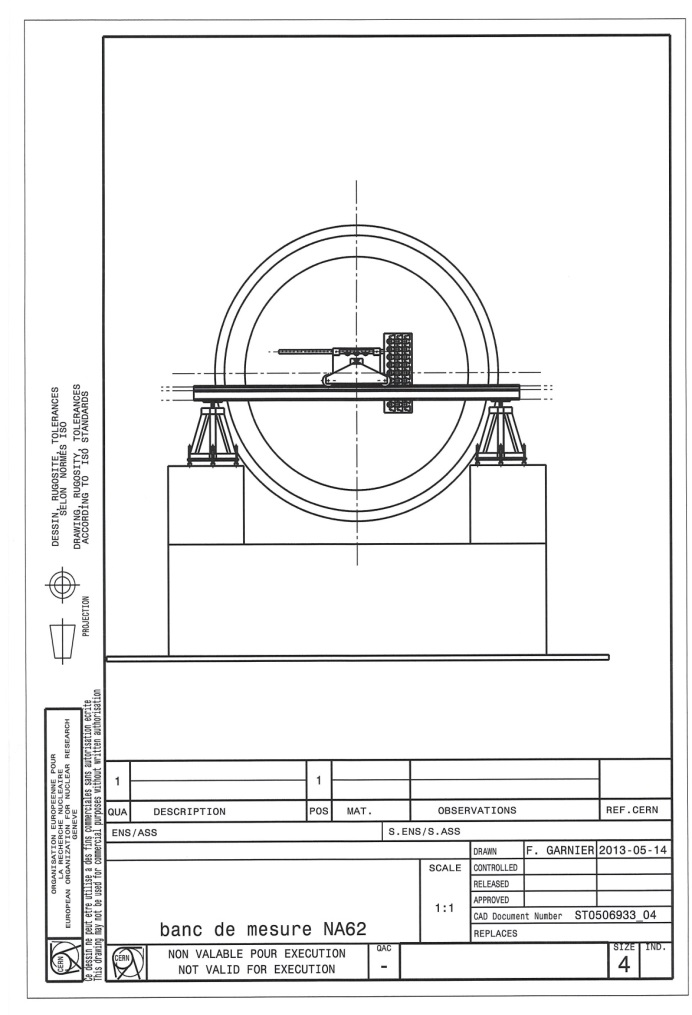 DESSIN, RUGOSITE, TOLERANCES
SELON NORMES ISO
DRAWING, RUGOSITY, TOLERANCES
ACCORDING TO ISO STANDARDS
PROJECTION
ORGANISATION EUROPEENNE POUR
LA RECHERCHE NUCLEAIRE
EUROPEAN ORGANIZATION FOR NUCLEAR RESEARCH
GENEVE
CERN
Ce dessin ne peut etre utilise a des fins commerciales sans autorisation ecrite
This drawing may not be used for commercial purposes without written authorisation
1 1
QUA DESCRIPTION POS MAT. OBSERVATIONS REF.CERN
ENS/ASS S.ENS/S.ASS
DRAWN F. GARNIER 2013-05-14
SCALE CONTROLLED
RELEASED
1:1 APPROVED
CAD Document Number ST0506933_04
banc de mesure NA62 REPLACES
CERN NON VALABLE POUR EXECUTION QAC SIZE IND.
NOT VALID FOR EXECUTION - 4